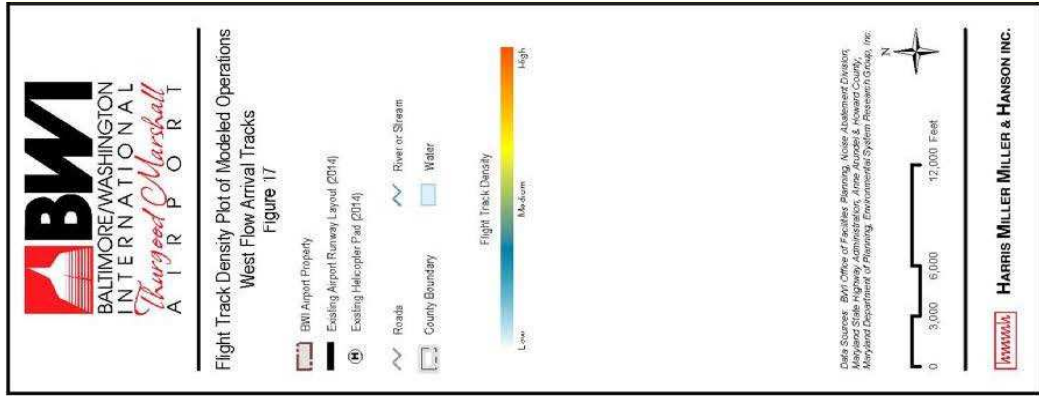 BWI
BALTIMORE/WASHINGTON
INTERNATIONAL
Thurgood Marshall
AIRPORT
Flight Track Density Plot of Modeled Operations
West Flow Arrival Tracks
Figure 17
BWI Airport Property
Existing Airport Runway Layout (2014)
H Existing Helicopter Pad (2014)
Roads
River or Stream
County Boundary
Water
Flight Track Density
Low
Medium
High
Data Sources: BWI Office of Facilities Planning, Noise Abatement Division;
Maryland State Highway Administration; Anne Arundel & Howard County;
Maryland Department of Planning, Environmental System Research Group, Inc.
0
3,000
6,000
12,000 Feet
N
HARRIS MILLER MILLER & HANSON INC.